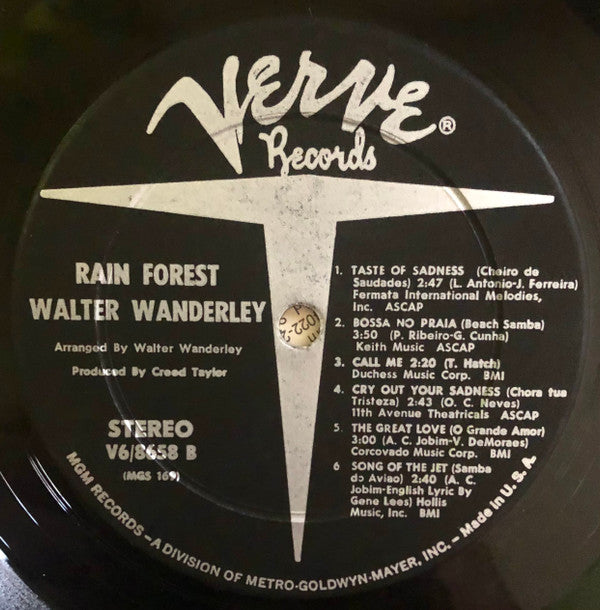 Verve®
Records
RAIN FOREST
WALTER WANDERLEY
Arranged By Walter Wanderley
Produced By Creed Taylor
STEREO
V6/8658 B
(MGS 169)
1. TASTE OF SADNESS (Cheiro de
Saudades) 2:47 (L. Antonio-J. Ferreira)
Fermata International Melodies,
Inc. ASCAP
2. BOSSA NO PRAIA (Beach Samba)
3:50 (P. Ribeiro-G. Cunha)
Keith Music ASCAP
3. CALL ME 2:20 (T. Hatch)
Duchess Music Corp. BMI
4. CRY OUT YOUR SADNESS (Chora tua
Tristeza) 2:43 (O. C. Neves)
11th Avenue Theatricals ASCAP
5. THE GREAT LOVE (O Grande Amor)
3:00 (A. C. Jobim-V. DeMoraes)
Corcovado Music Corp. BMI
6 SONG OF THE JET (Samba
do Aviao) 2:40 (A. C.
Jobim-English Lyric By
Gene Lees) Hollis
Music, Inc. BMI
MGM RECORDS—A DIVISION OF METRO-GOLDWYN-MAYER, INC.—Made in U. S. A.